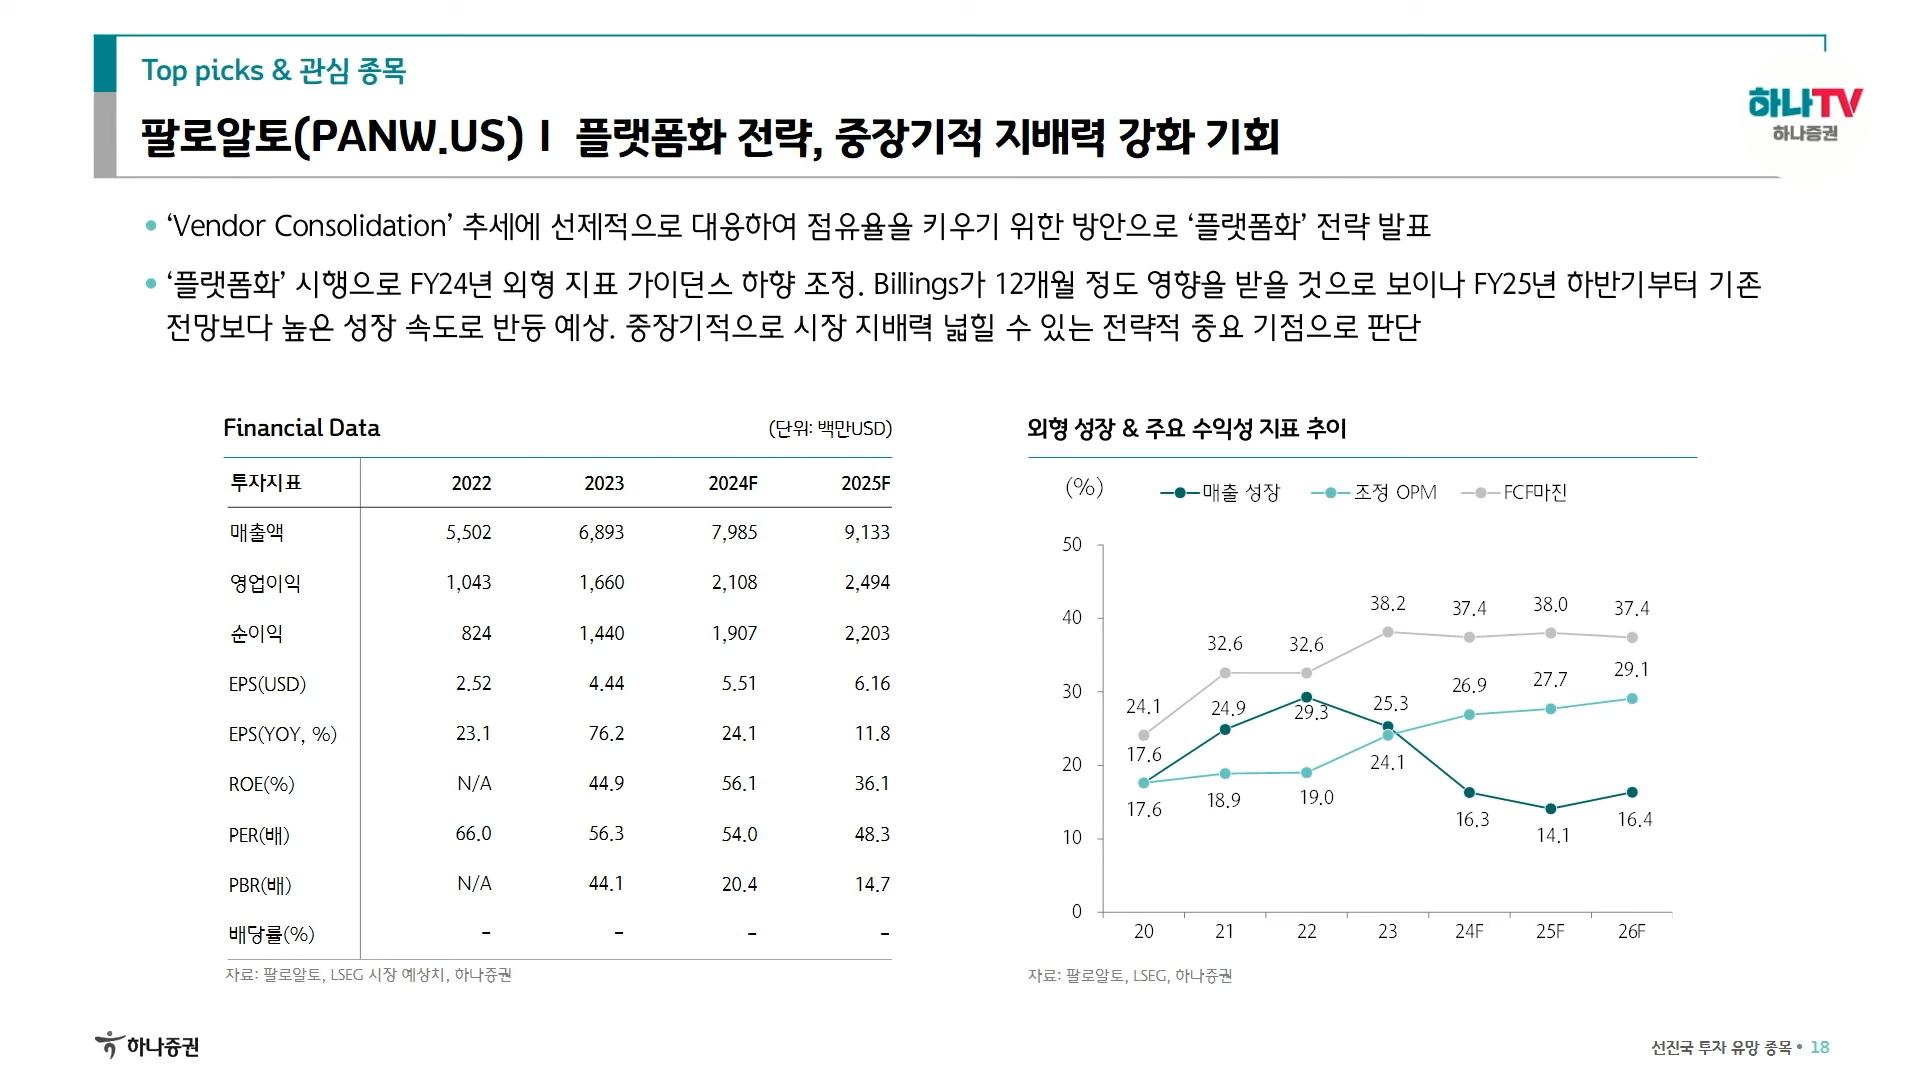 Top picks & 관심 종목
하나TV
하나증권
팔로알토(PANW.US) I 플랫폼화 전략, 중장기적 지배력 강화 기회
• ‘Vendor Consolidation’ 추세에 선제적으로 대응하여 점유율을 키우기 위한 방안으로 ‘플랫폼화’ 전략 발표
• ‘플랫폼화’ 시행으로 FY24년 외형 지표 가이던스 하향 조정. Billings가 12개월 정도 영향을 받을 것으로 보이나 FY25년 하반기부터 기존
전망보다 높은 성장 속도로 반등 예상. 중장기적으로 시장 지배력 넓힐 수 있는 전략적 중요 기점으로 판단
Financial Data (단위: 백만USD)
투자지표 2022 2023 2024F 2025F
매출액 5,502 6,893 7,985 9,133
영업이익 1,043 1,660 2,108 2,494
순이익 824 1,440 1,907 2,203
EPS(USD) 2.52 4.44 5.51 6.16
EPS(YOY, %) 23.1 76.2 24.1 11.8
ROE(%) N/A 44.9 56.1 36.1
PER(배) 66.0 56.3 54.0 48.3
PBR(배) N/A 44.1 20.4 14.7
배당률(%) – – – –
자료: 팔로알토, LSEG 시장 예상치, 하나증권
외형 성장 & 주요 수익성 지표 추이
(%) 매출 성장 조정 OPM FCF마진
50
40
30
20
10
0
24.1 32.6 32.6 38.2 37.4 38.0 37.4
17.6 24.9 29.3 25.3 16.3 14.1 16.4
17.6 18.9 19.0 24.1 26.9 27.7 29.1
20 21 22 23 24F 25F 26F
자료: 팔로알토, LSEG, 하나증권
하나증권
선진국 투자 유망 종목 • 18